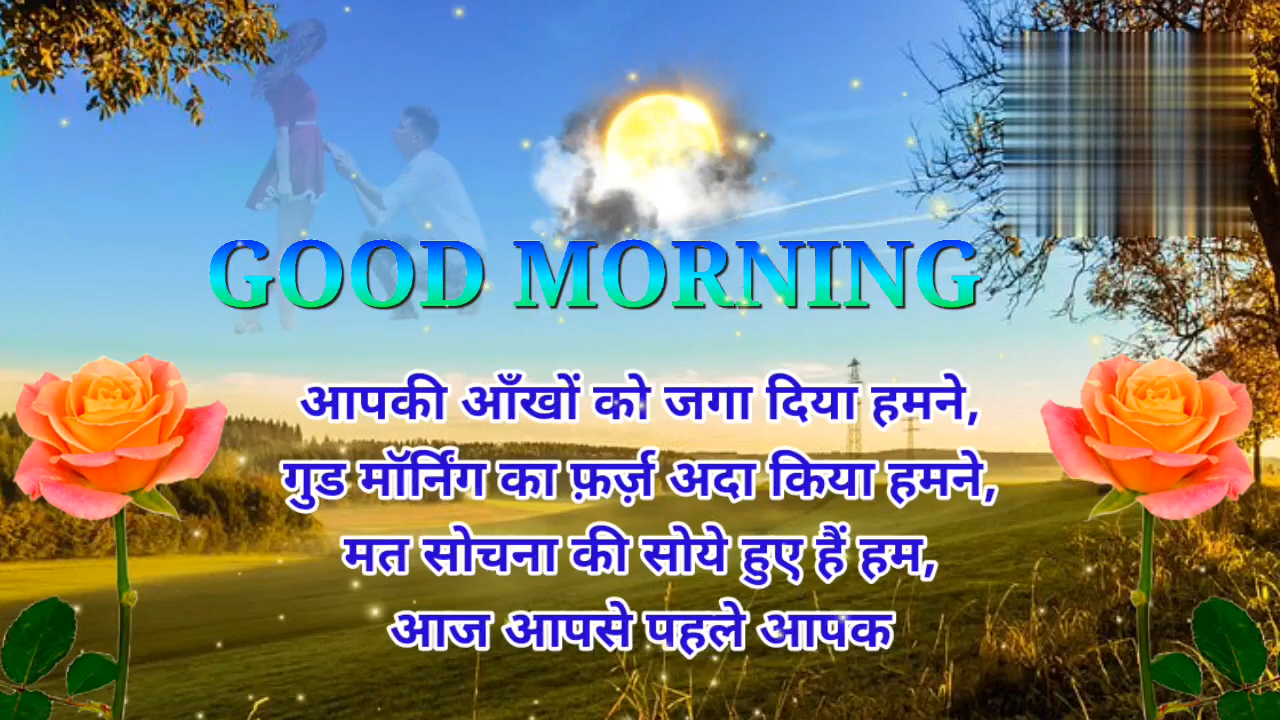 GOOD MORNING
आपकी आँखों को जगा दिया हमने,
गुड मॉर्निंग का फ़र्ज़ अदा किया हमने,
मत सोचना की सोये हुए हैं हम,
आज आपसे पहले आपक